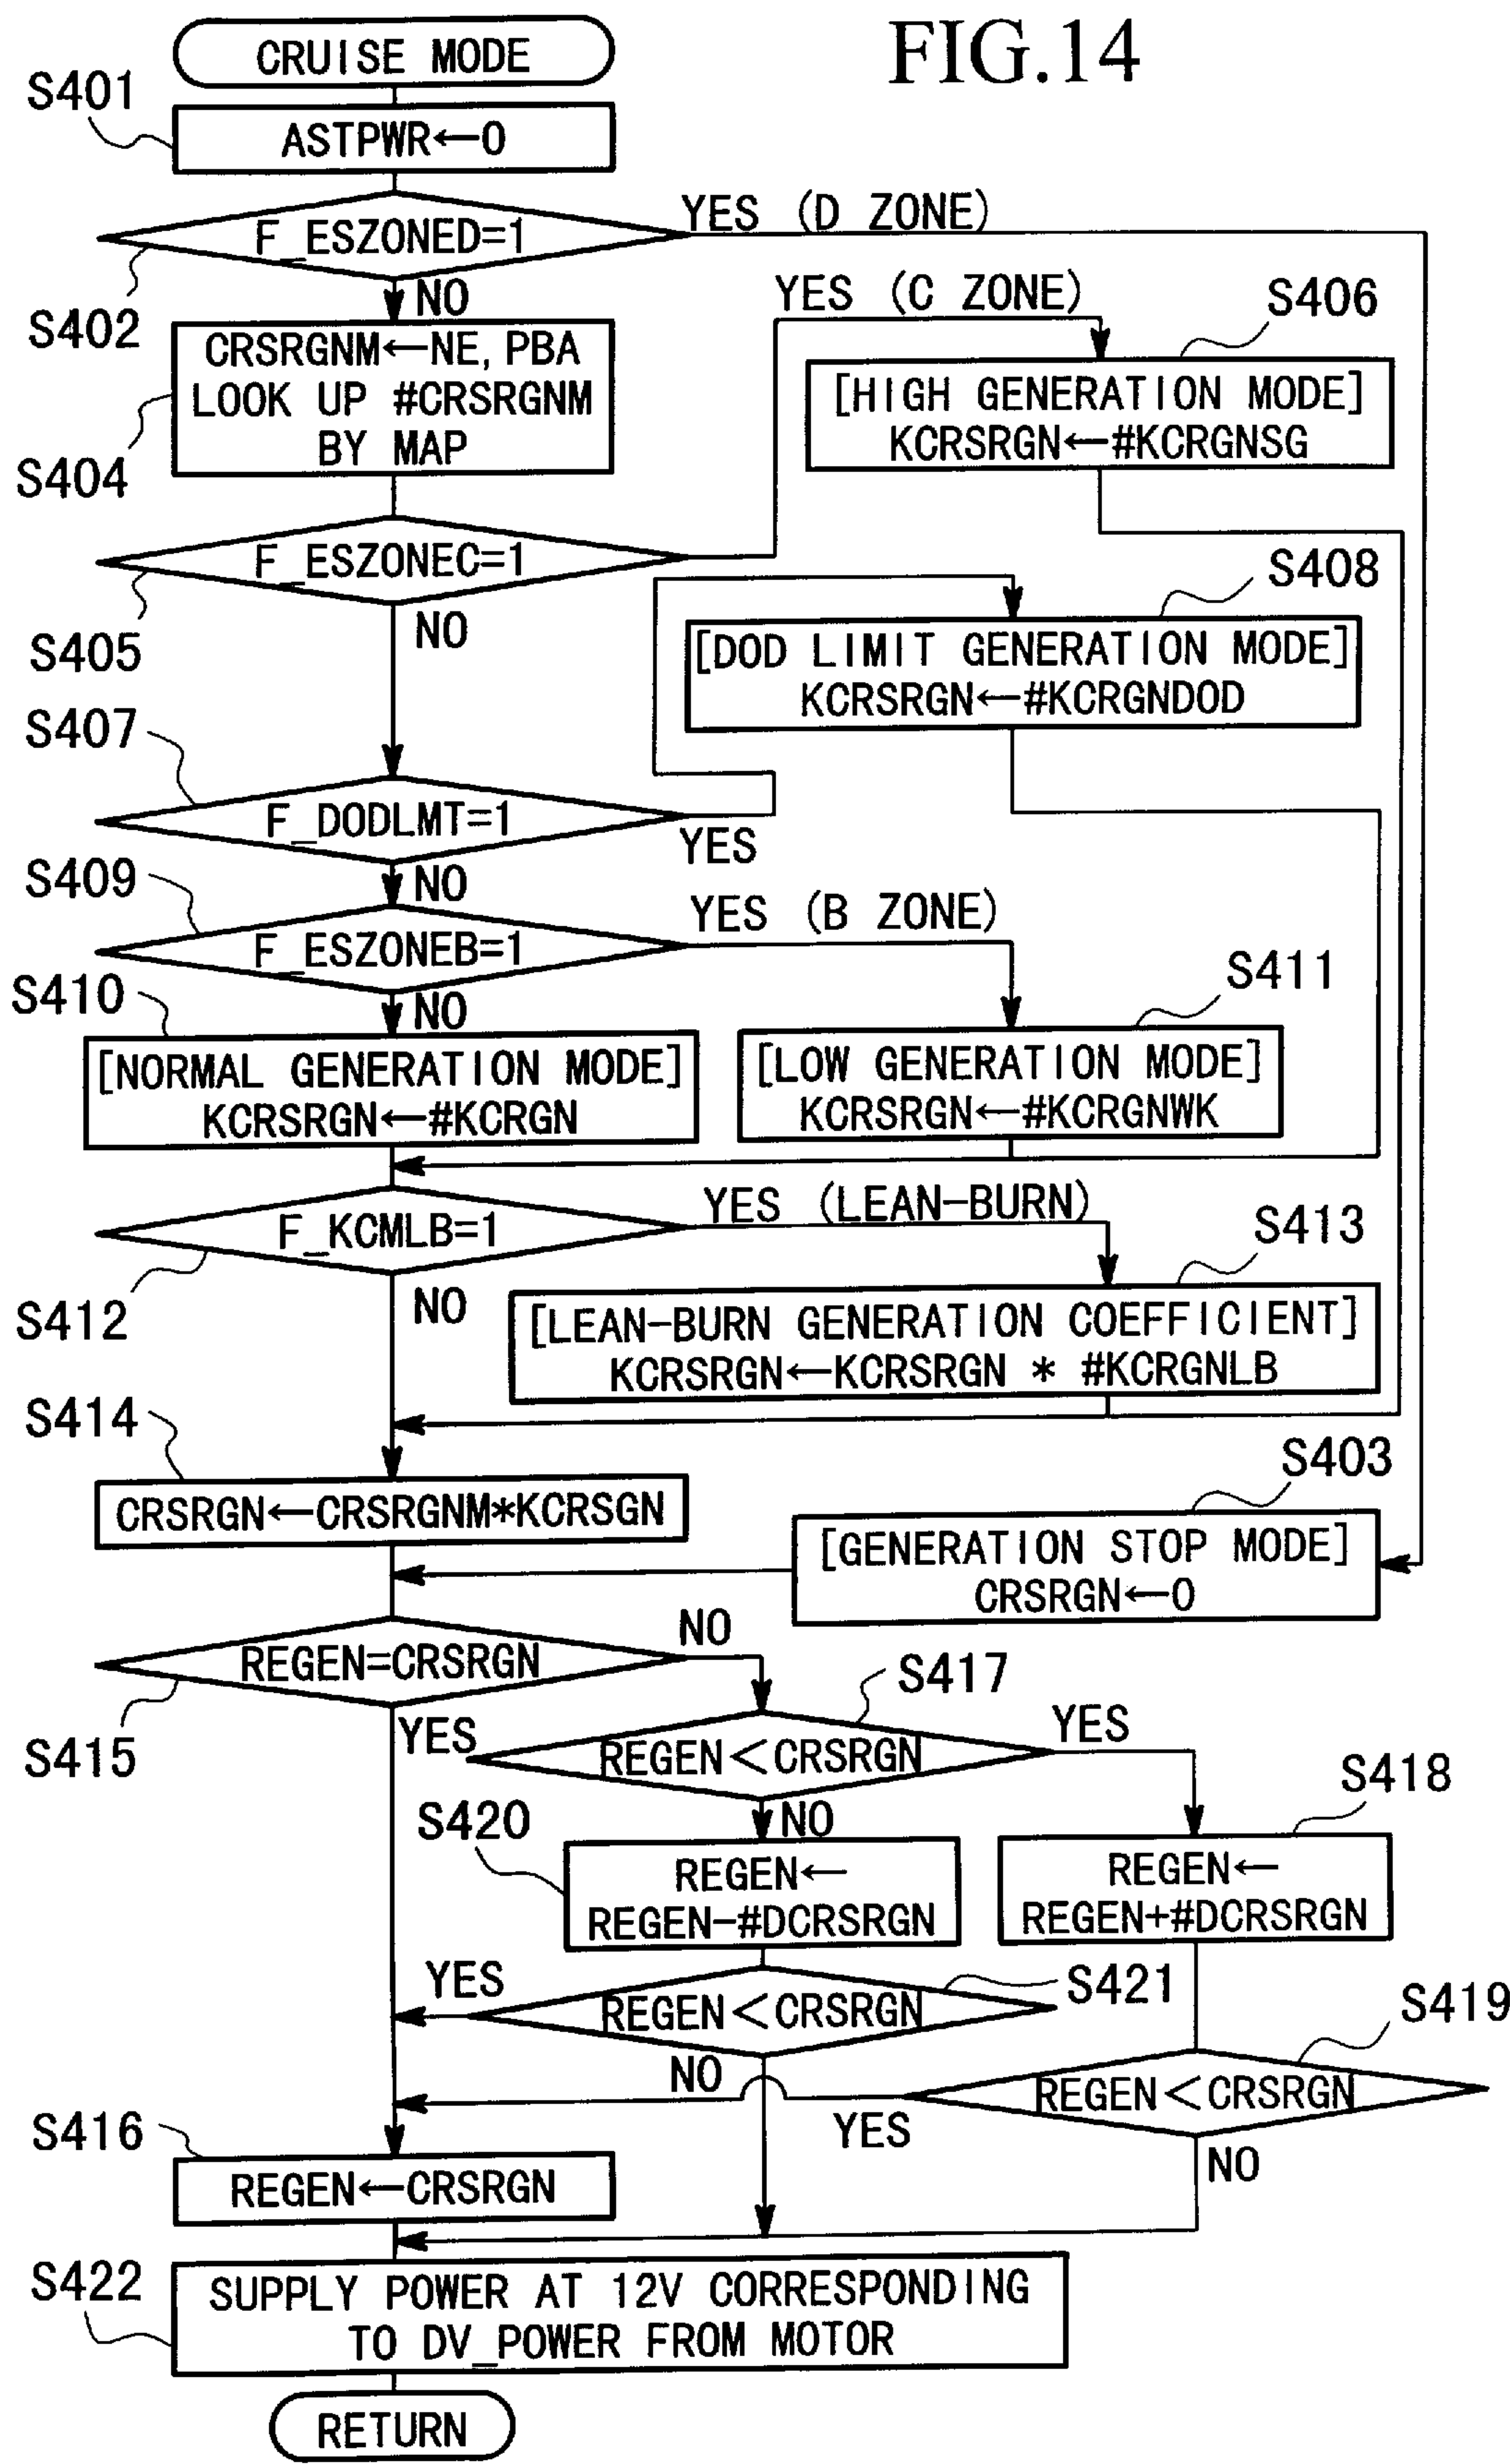 FIG.14
CRUISE MODE
S401
ASTPWR←0
F_ESZONED=1
YES (D ZONE)
S402
NO
CRSRGNM←NE, PBA
LOOK UP #CRSRGNM
BY MAP
S404
YES (C ZONE)
S406
[HIGH GENERATION MODE]
KCRSRGN←#KCRGNSG
F_ESZONEC=1
S405
NO
S408
[DOD LIMIT GENERATION MODE]
KCRSRGN←#KCRGNDOD
S407
F_DODLMT=1
YES
S409
NO
F_ESZONEB=1
YES (B ZONE)
S410
NO
S411
[NORMAL GENERATION MODE]
KCRSRGN←#KCRGN
[LOW GENERATION MODE]
KCRSRGN←#KCRGNWK
F_KCMLB=1
YES (LEAN-BURN)
S412
NO
S413
[LEAN-BURN GENERATION COEFFICIENT]
KCRSRGN←KCRSRGN * #KCRGNLB
S414
CRSRGN←CRSRGNM*KCRSGN
S403
[GENERATION STOP MODE]
CRSRGN←0
REGEN=CRSRGN
NO
S415
YES
S417
REGEN<CRSRGN
YES
S418
NO
S420
REGEN←
REGEN-#DCRSRGN
REGEN←
REGEN+#DCRSRGN
YES
REGEN<CRSRGN
S421
S419
NO
REGEN<CRSRGN
YES
NO
S416
REGEN←CRSRGN
S422
SUPPLY POWER AT 12V CORRESPONDING
TO DV_POWER FROM MOTOR
RETURN